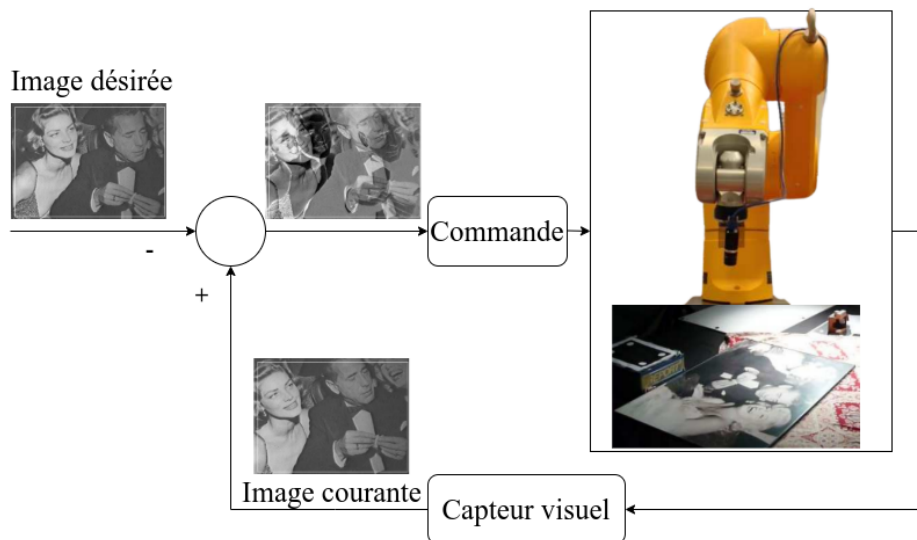 Image désirée
-
+
Commande
Image courante
Capteur visuel